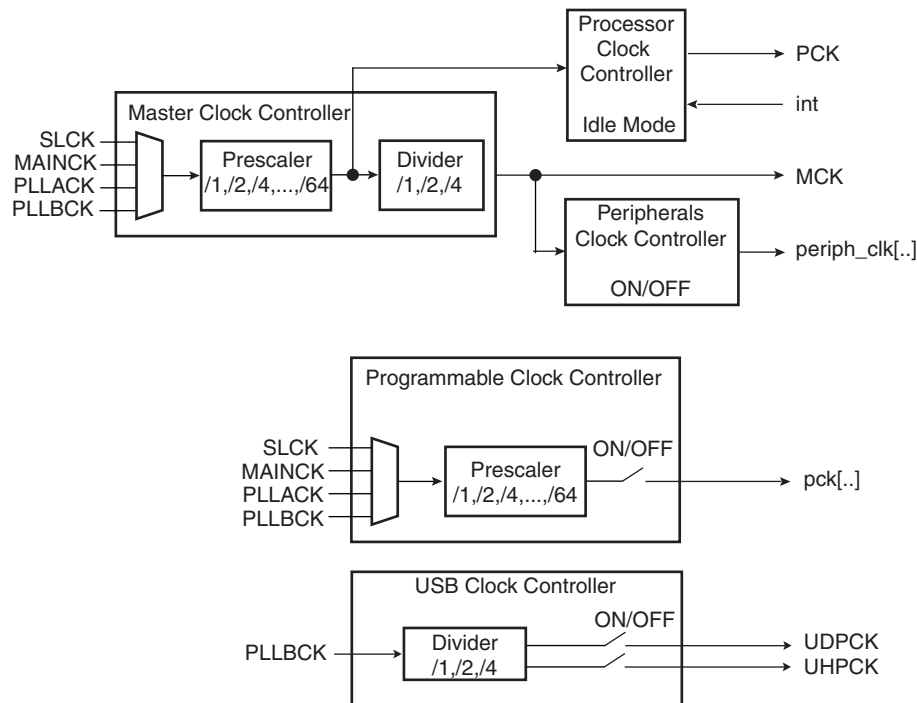 Processor
Clock
Controller
Idle Mode
PCK
int
Master Clock Controller
SLCK
MAINCK
PLLACK
PLLBCK
Prescaler
/1,/2,/4,...,/64
Divider
/1,/2,/4
MCK
Peripherals
Clock Controller
ON/OFF
periph_clk[..]
Programmable Clock Controller
SLCK
MAINCK
PLLACK
PLLBCK
Prescaler
/1,/2,/4,...,/64
ON/OFF
pck[..]
USB Clock Controller
ON/OFF
PLLBCK
Divider
/1,/2,/4
UDPCK
UHPCK